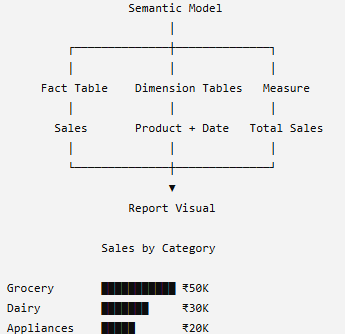 Semantic Model
Fact Table Dimension Tables Measure
Sales Product + Date Total Sales
Report Visual
Sales by Category
Grocery ₹50K
Dairy ₹30K
Appliances ₹20K